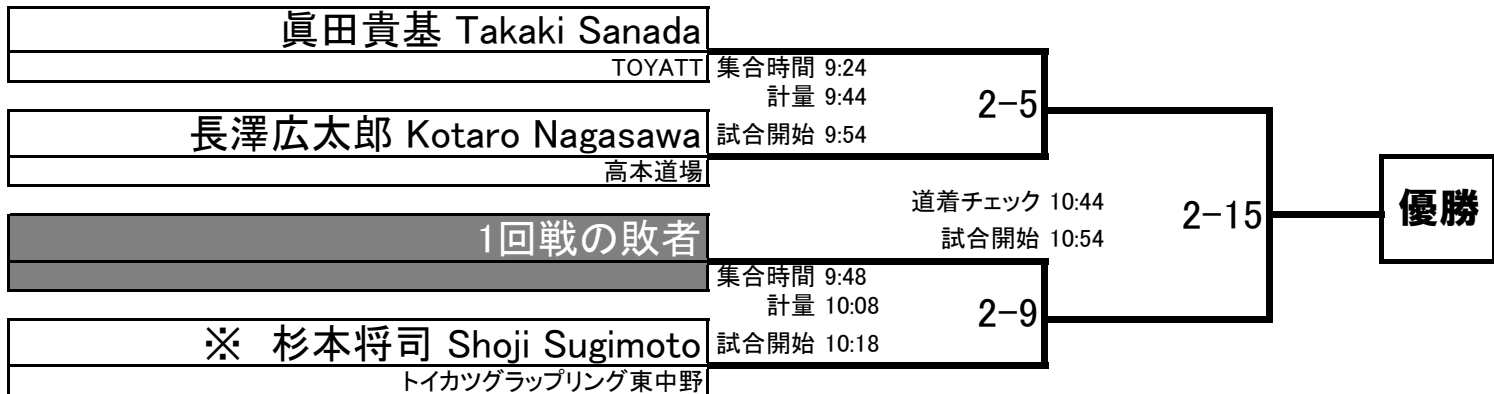 眞田貴基 Takaki Sanada
TOYATT
集合時間 9:24
計量 9:44
2-5
長澤広太郎 Kotaro Nagasawa
試合開始 9:54
高本道場
道着チェック 10:44
2-15
優勝
1回戦の敗者
試合開始 10:54
集合時間 9:48
計量 10:08
2-9
※ 杉本将司 Shoji Sugimoto
試合開始 10:18
トイカツグラップリング東中野